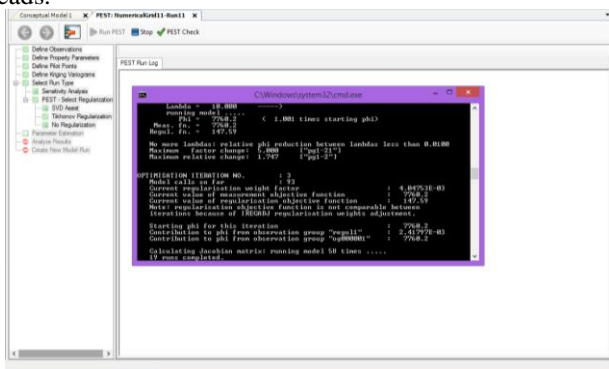 eads.
Conceptual Model 1 x PEST: NumericalGrid11-Run11 x
Run PEST Stop PEST Check
Define Observations
Define Property Parameters
Define Pilot Points
Define Kriging Variograms
Select Run Type
Sensitivity Analysis
PEST - Select Regularization
SVD Assist
Tikhonov Regularization
No Regularization
Parameter Estimation
Analyse Results
Create New Model Run
PEST Run Log
C:\Windows\system32\cmd.exe
Lambda = 10.000 ----->
running model .....
Phi = 7760.2 ( 1.001 times starting phi)
Meas. fn. = 7760.2
Regul. fn. = 147.59
No more lambdas: relative phi reduction between lambdas less than 0.0100
Maximum factor change: 5.000 ["pg1-21"]
Maximum relative change: 1.747 ["pg1-2"]
OPTIMISATION ITERATION NO. : 3
Model calls so far : 93
Current regularisation weight factor : 4.04753E-03
Current value of measurement objective function : 7760.2
Current value of regularisation objective function : 147.59
Note: regularisation objective function is not comparable between
iterations because of IREGADJ regularisation weights adjustment.
Starting phi for this iteration : 7760.2
Contribution to phi from observation group "regul1" : 2.41797E-03
Contribution to phi from observation group "og000001" : 7760.2
Calculating Jacobian matrix: running model 50 times .....
19 runs completed.